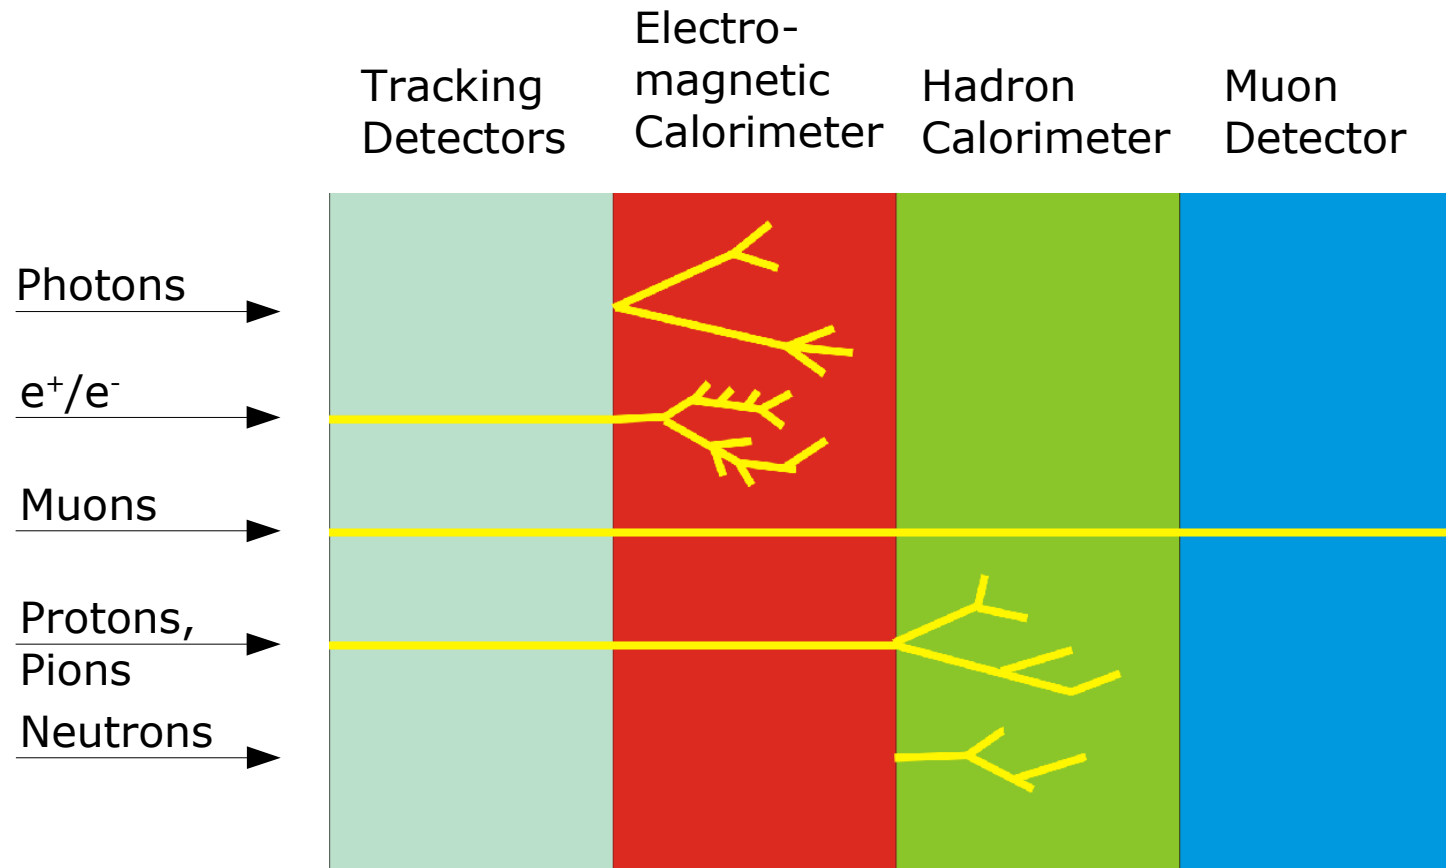 Tracking
Detectors
Electro-
magnetic
Calorimeter
Hadron
Calorimeter
Muon
Detector
Photons
e⁺/e⁻
Muons
Protons,
Pions
Neutrons